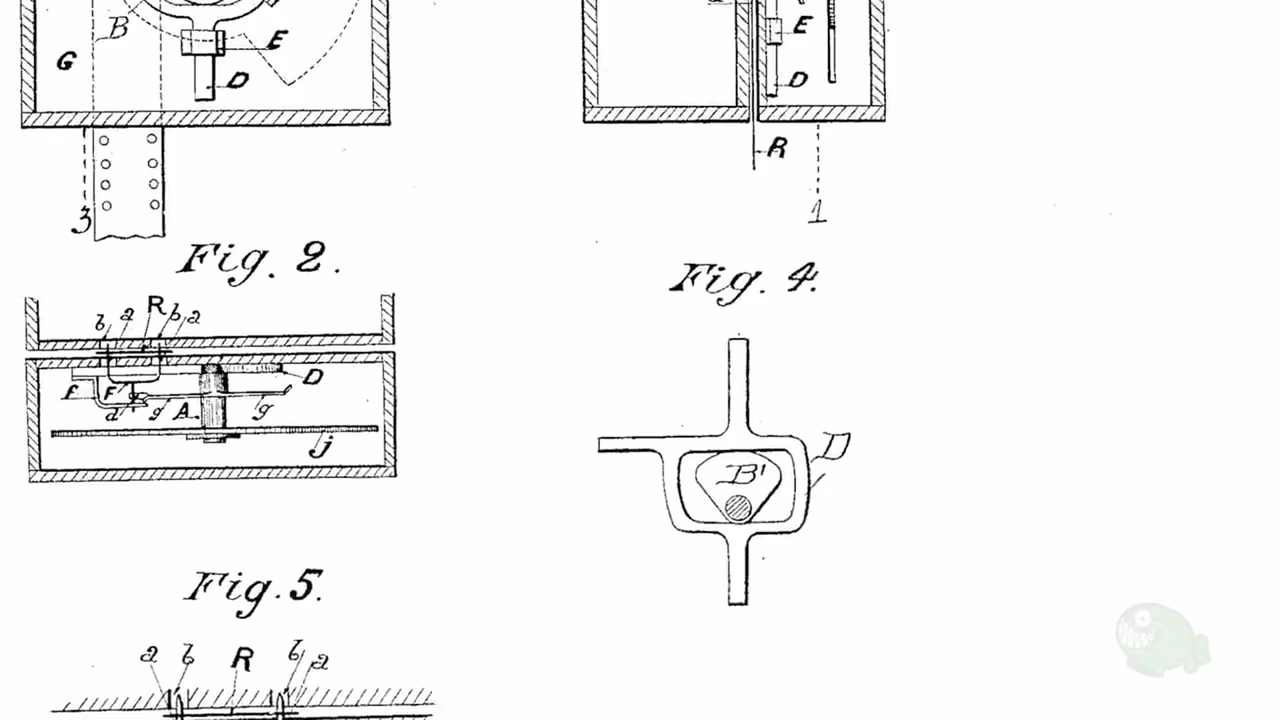 B
G
E
D
3
Fig. 2.
E
D
R
1
Fig. 4.
b a R b a
D
f F
d g A g
j
D
B'
Fig. 5.
a b R b a